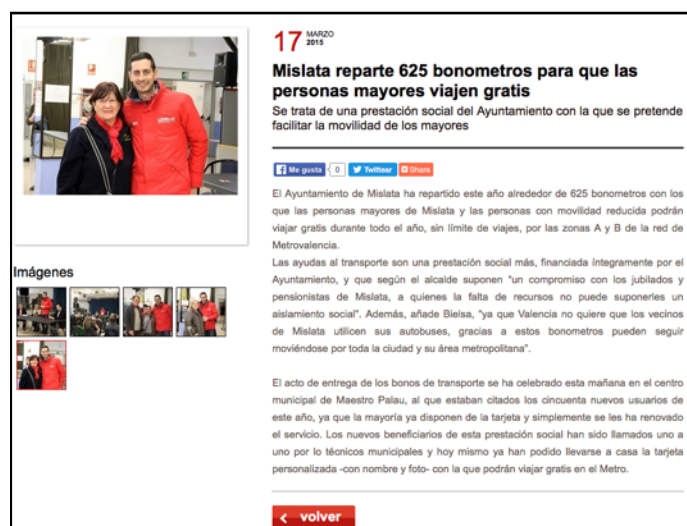 17 MARZO
2015
Mislata reparte 625 bonometros para que las
personas mayores viajen gratis
Se trata de una prestación social del Ayuntamiento con la que se pretende
facilitar la movilidad de los mayores
Me gusta 0 Twittear Share
El Ayuntamiento de Mislata ha repartido este año alrededor de 625 bonometros con los
que las personas mayores de Mislata y las personas con movilidad reducida podrán
viajar gratis durante todo el año, sin límite de viajes, por las zonas A y B de la red de
Metrovalencia.
Las ayudas al transporte son una prestación social más, financiada íntegramente por el
Ayuntamiento, y que según el alcalde suponen "un compromiso con los jubilados y
pensionistas de Mislata, a quienes la falta de recursos no puede suponerles un
aislamiento social". Además, añade Bielsa, "ya que Valencia no quiere que los vecinos
de Mislata utilicen sus autobuses, gracias a estos bonometros pueden seguir
moviéndose por toda la ciudad y su área metropolitana".
El acto de entrega de los bonos de transporte se ha celebrado esta mañana en el centro
municipal de Maestro Palau, al que estaban citados los cincuenta nuevos usuarios de
este año, ya que la mayoría ya disponen de la tarjeta y simplemente se les ha renovado
el servicio. Los nuevos beneficiarios de esta prestación social han sido llamados uno a
uno por lo técnicos municipales y hoy mismo ya han podido llevarse a casa la tarjeta
personalizada -con nombre y foto- con la que podrán viajar gratis en el Metro.
Imágenes
volver